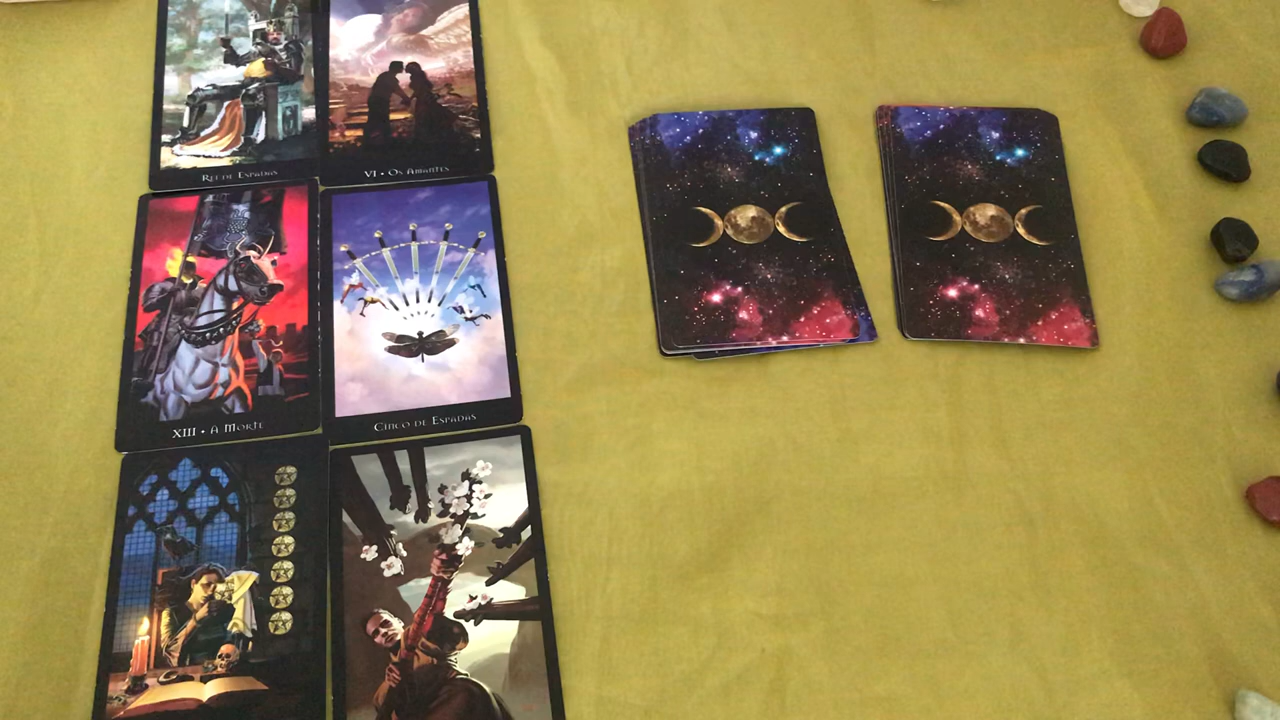 Rei de Espadas
VI • Os Amantes
XIII • A Morte
Cinco de Espadas